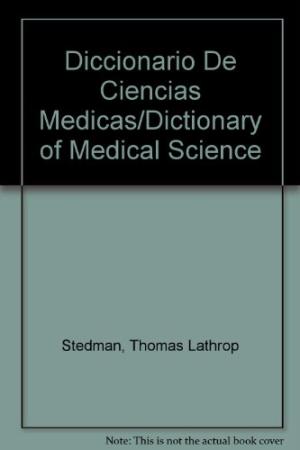 Diccionario De
Ciencias
Medicas/Dictionary
of Medical Science
Stedman, Thomas Lathrop
Note: This is not the actual book cover